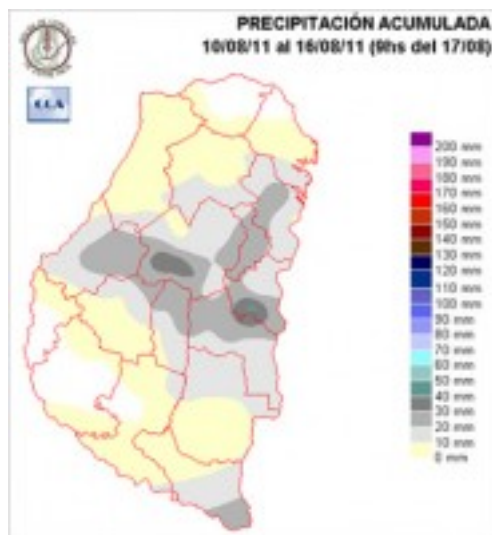 PRECIPITACIÓN ACUMULADA
10/08/11 al 16/08/11 (9hs del 17/08)
200 mm
190 mm
180 mm
170 mm
160 mm
150 mm
140 mm
130 mm
120 mm
110 mm
100 mm
90 mm
80 mm
70 mm
60 mm
50 mm
40 mm
30 mm
20 mm
10 mm
0 mm